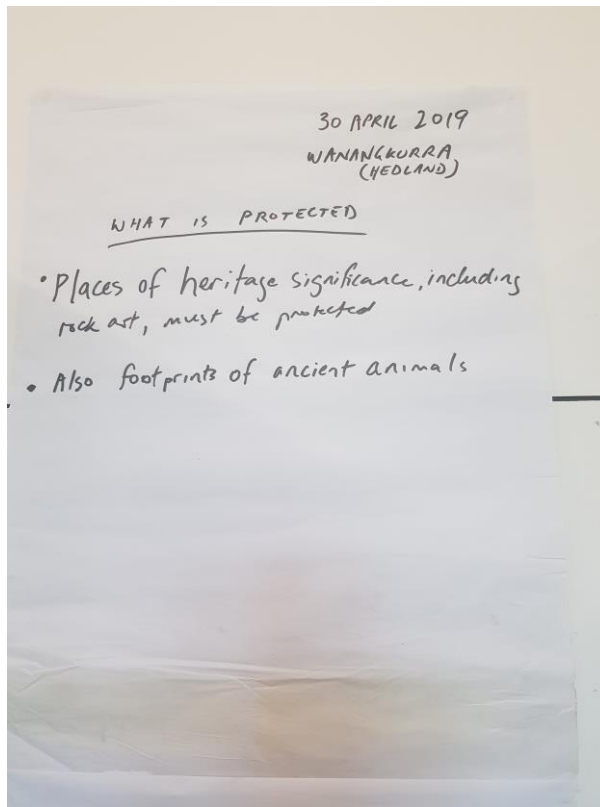 30 APRIL 2019
WANANGKURRA
(HEDLAND)
WHAT IS PROTECTED
• Places of heritage significance, including
rock art, must be protected
• Also footprints of ancient animals